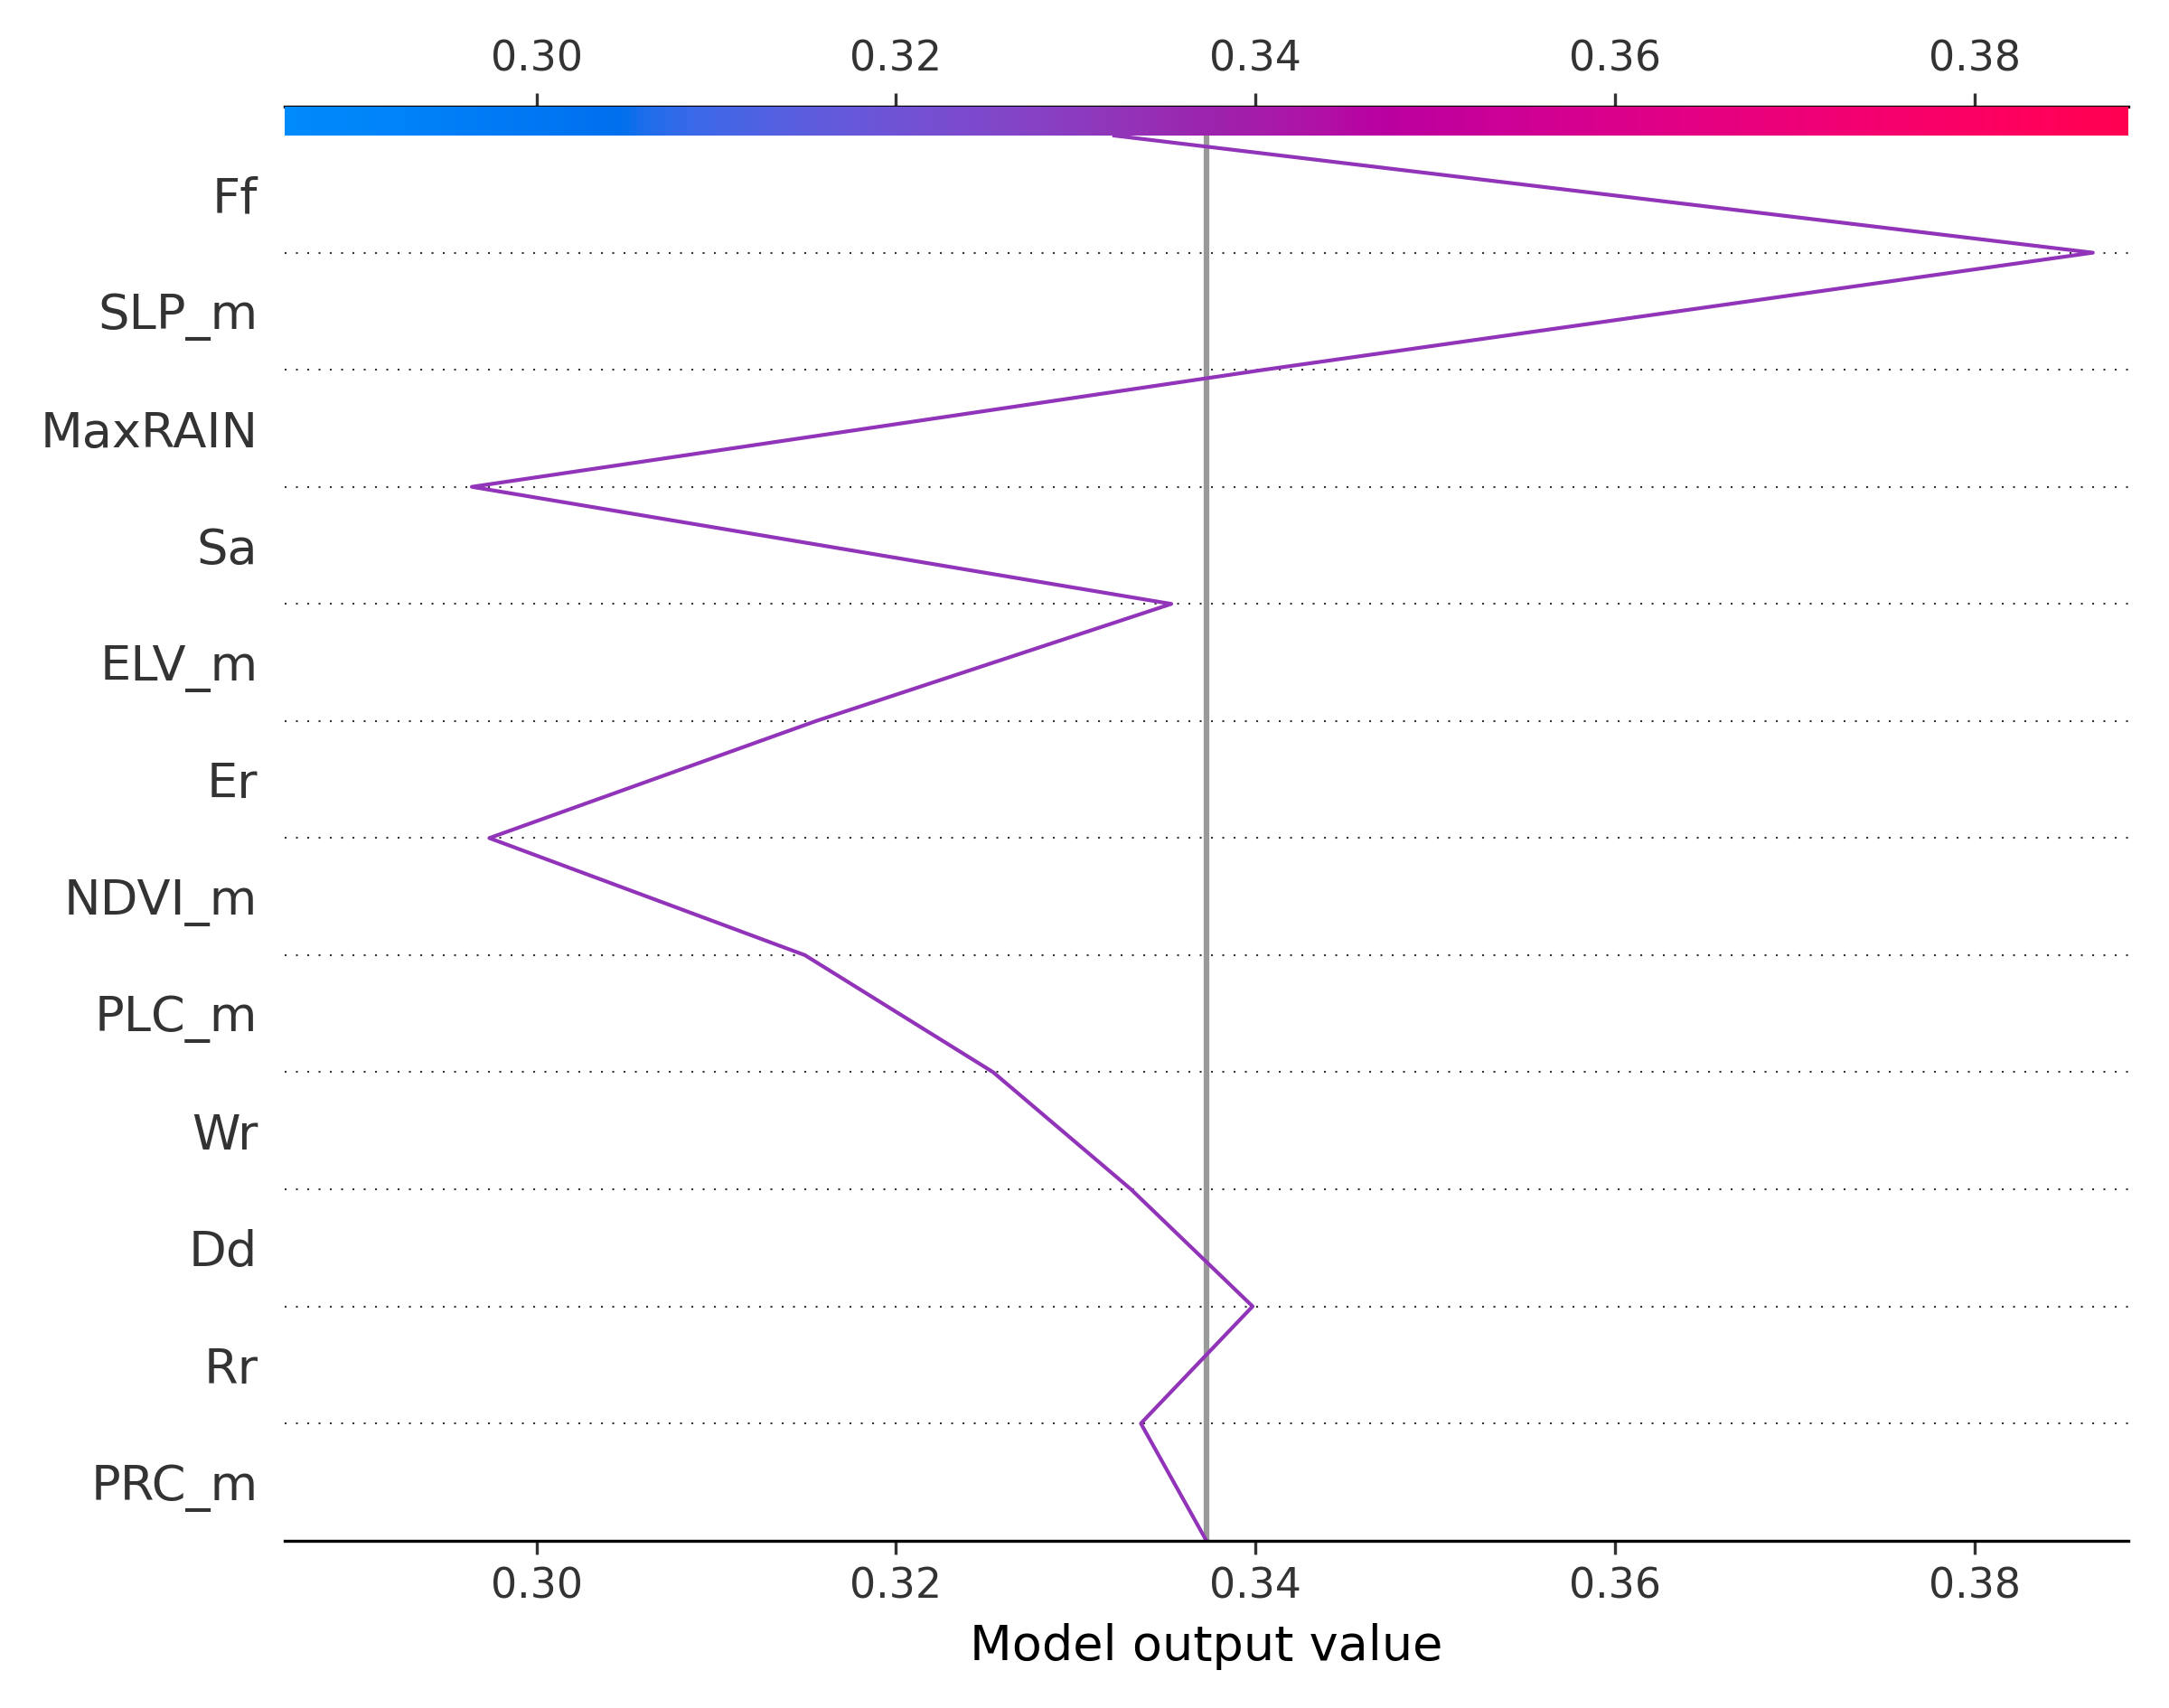 0.30 0.32 0.34 0.36 0.38
Ff
SLP_m
MaxRAIN
Sa
ELV_m
Er
NDVI_m
PLC_m
Wr
Dd
Rr
PRC_m
0.30 0.32 0.34 0.36 0.38
Model output value